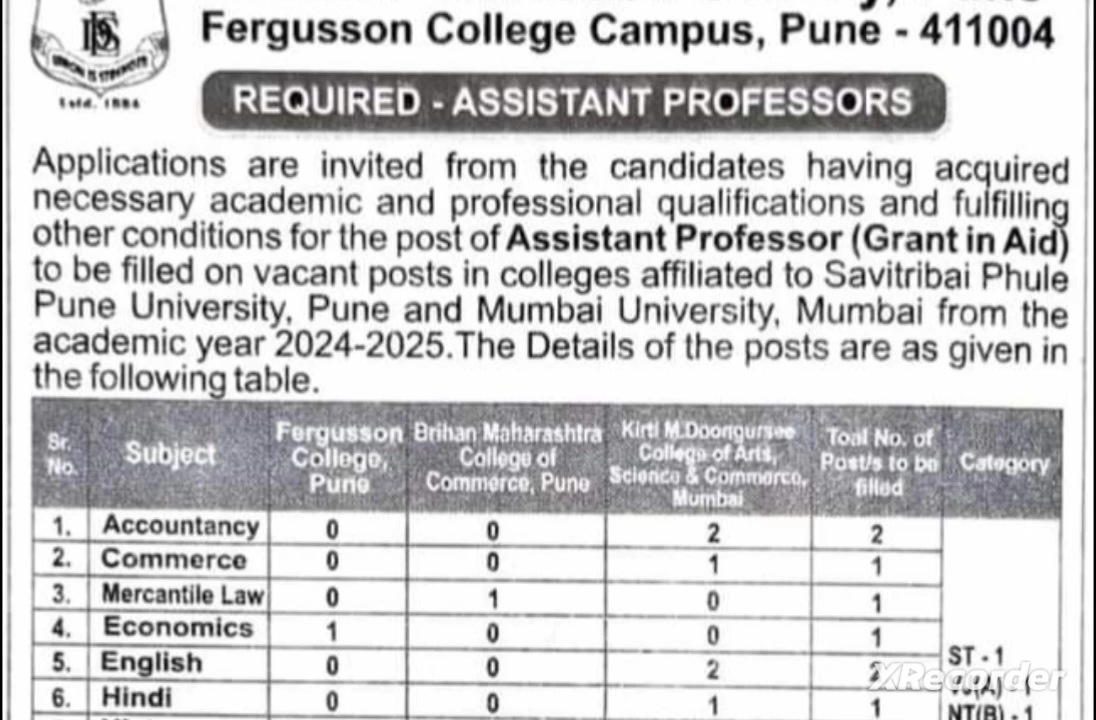 Fergusson College Campus, Pune - 411004
UNION IS STRENGTH
Estd. 1884
REQUIRED - ASSISTANT PROFESSORS
Applications are invited from the candidates having acquired
necessary academic and professional qualifications and fulfilling
other conditions for the post of Assistant Professor (Grant in Aid)
to be filled on vacant posts in colleges affiliated to Savitribai Phule
Pune University, Pune and Mumbai University, Mumbai from the
academic year 2024-2025. The Details of the posts are as given in
the following table.
Sr. No. Subject Fergusson College, Pune Brihan Maharashtra College of Commerce, Pune Kirti M.Doongursee College of Arts, Science & Commerce, Mumbai Toal No. of Post/s to be filled Category
1. Accountancy 0 0 2 2
2. Commerce 0 0 1 1
3. Mercantile Law 0 1 0 1
4. Economics 1 0 0 1
5. English 0 0 2 2 ST - 1
XRecorder
6. Hindi 0 0 1 1 NT(B) - 1